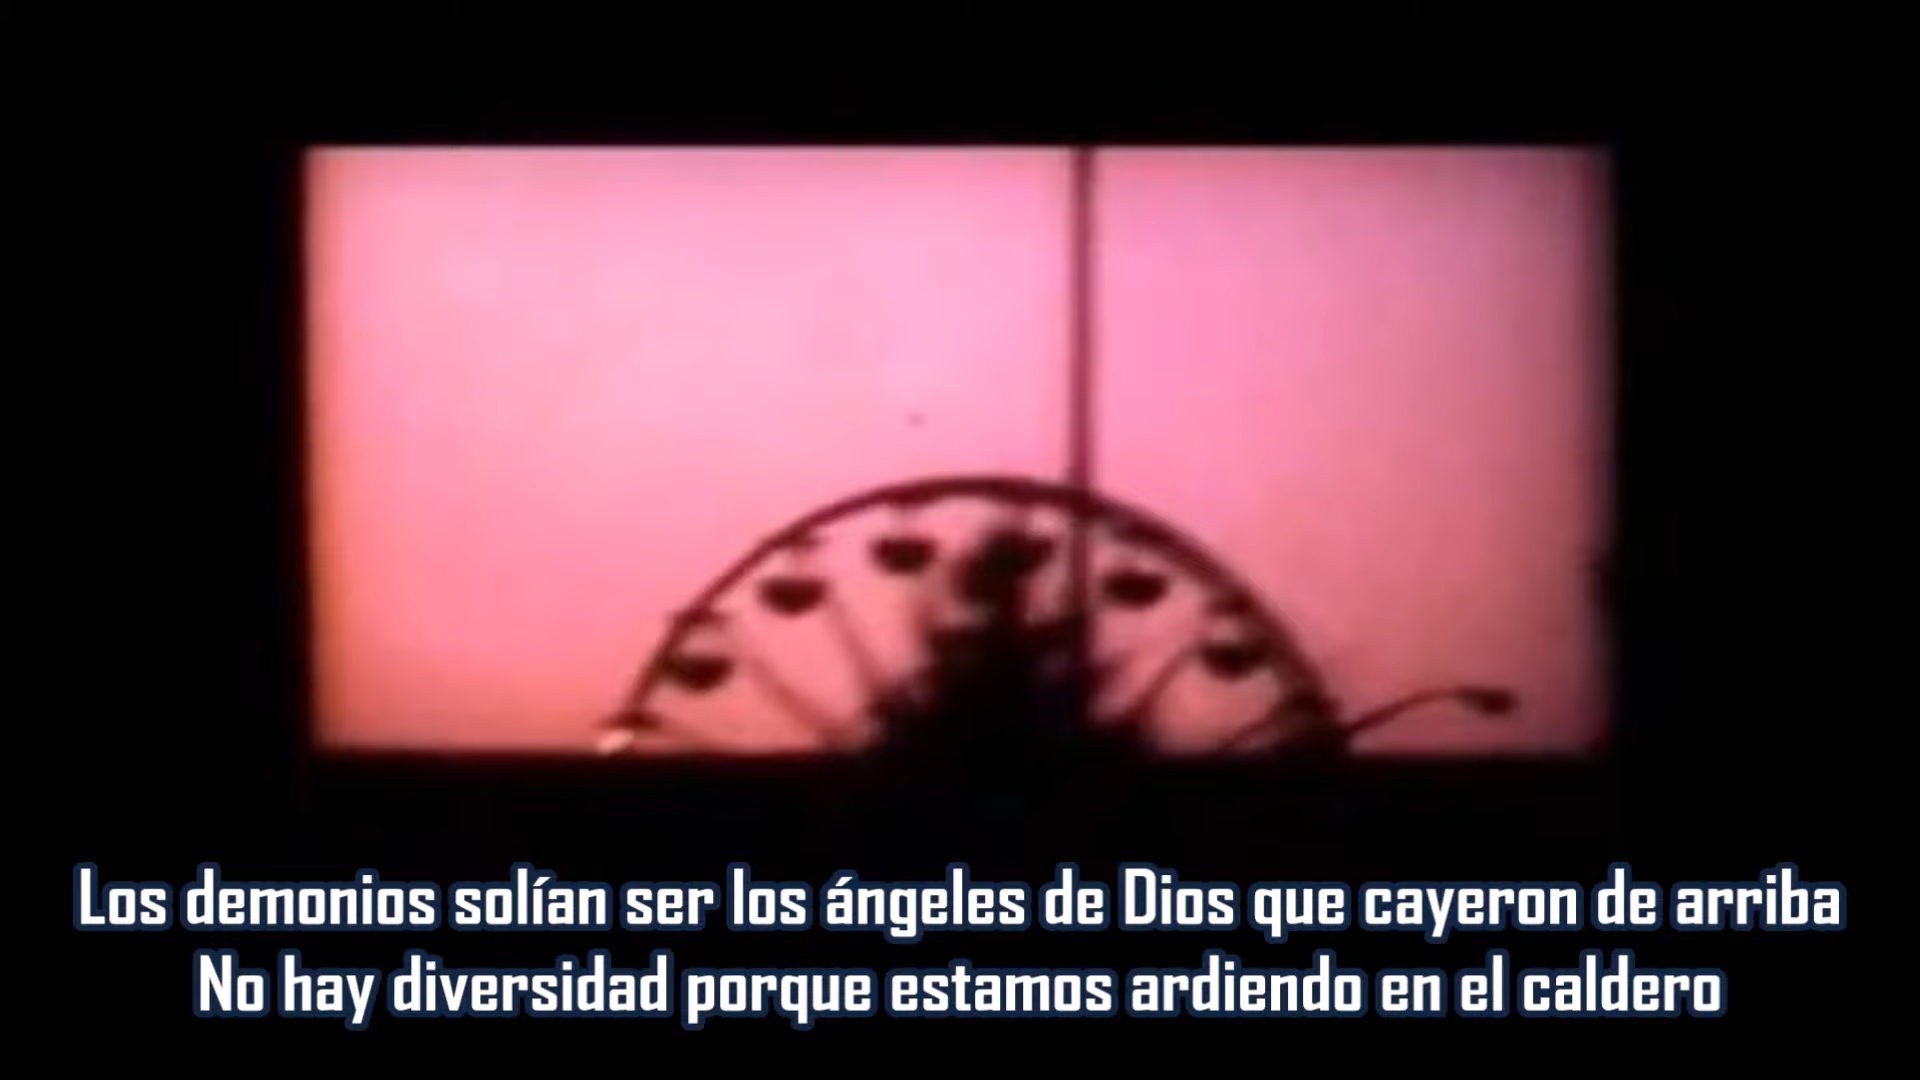 Los demonios solían ser los ángeles de Dios que cayeron de arriba
No hay diversidad porque estamos ardiendo en el caldero